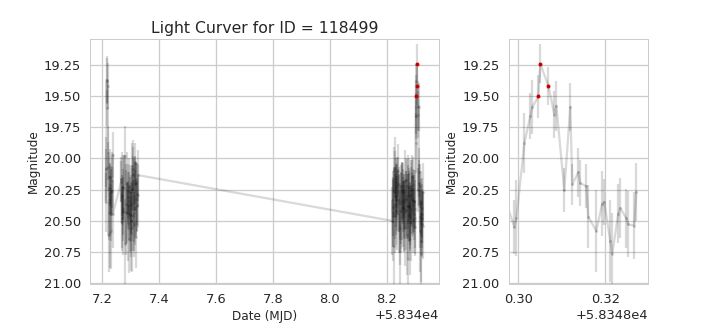 Light Curver for ID = 118499
Magnitude
19.25
19.50
19.75
20.00
20.25
20.50
20.75
21.00
7.2 7.4 7.6 7.8 8.0 8.2
Date (MJD)
+5.834e4
Magnitude
19.25
19.50
19.75
20.00
20.25
20.50
20.75
21.00
0.30 0.32
+5.8348e4